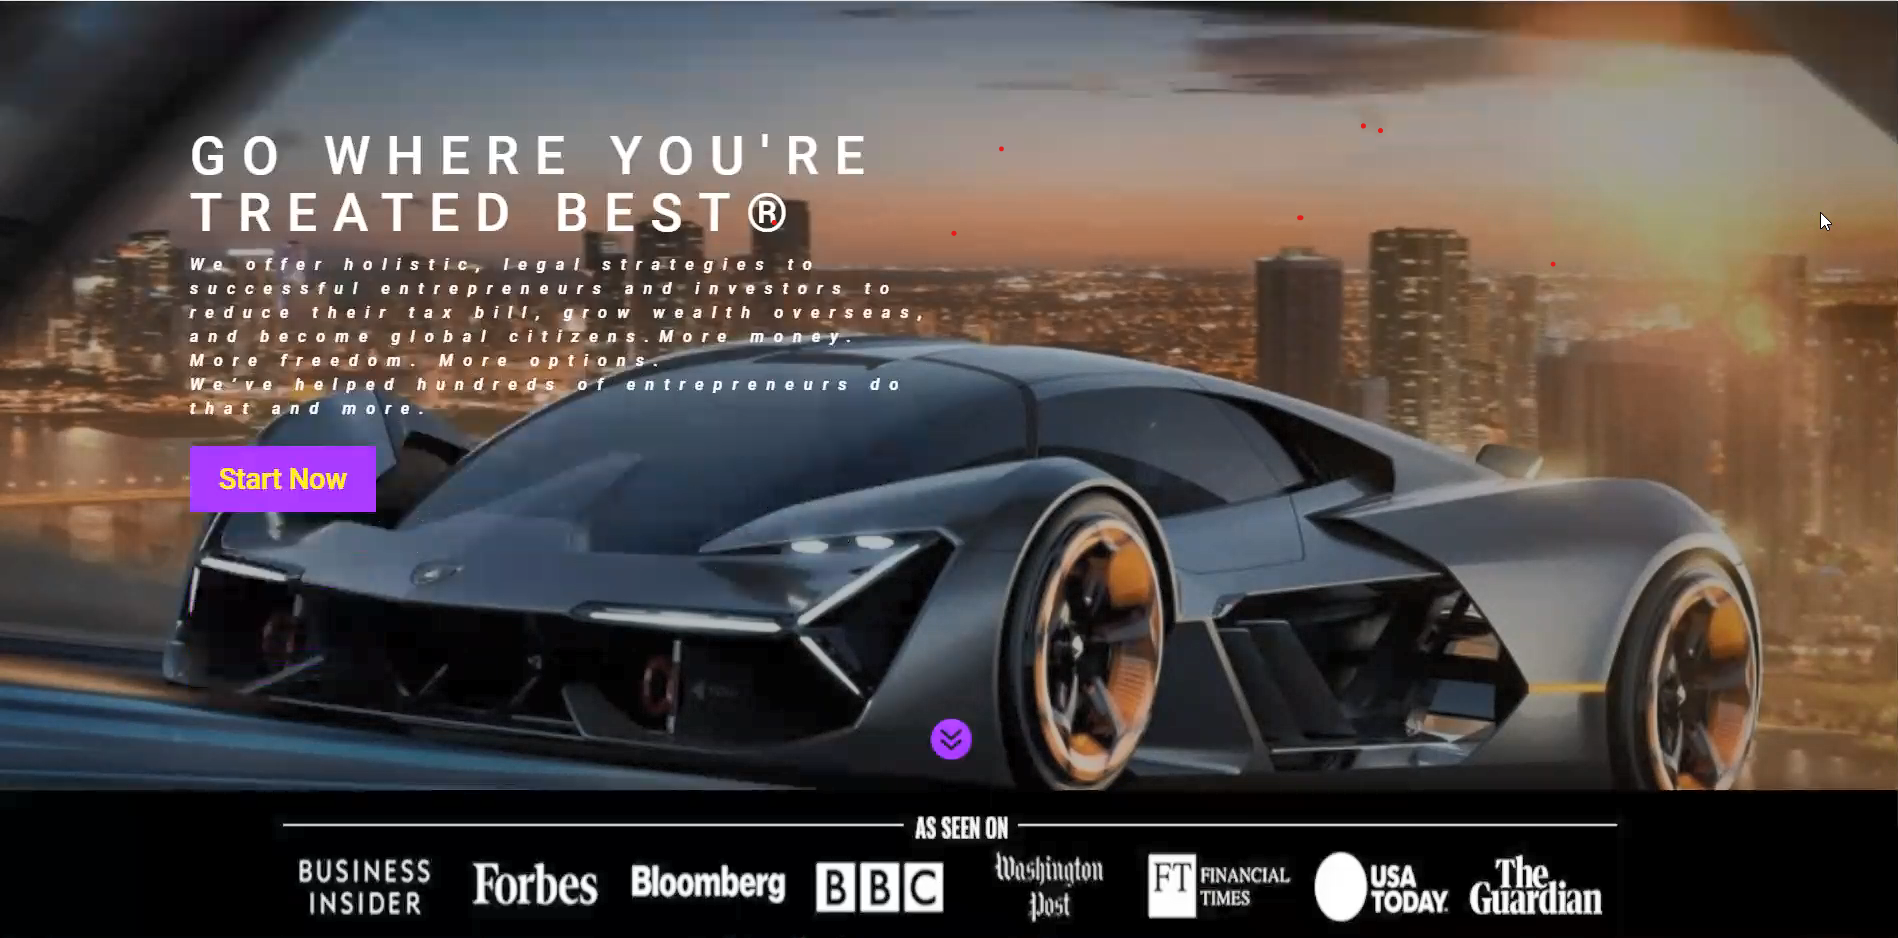 GO WHERE YOU'RE
TREATED BEST®
We offer holistic, legal strategies to
successful entrepreneurs and investors to
reduce their tax bill, grow wealth overseas,
and become global citizens.More money.
More freedom. More options.
We've helped hundreds of entrepreneurs do
that and more.
Start Now
AS SEEN ON
BUSINESS
INSIDER
Forbes
Bloomberg
BBC
Washington
Post
FT
FINANCIAL
TIMES
USA
TODAY
The
Guardian